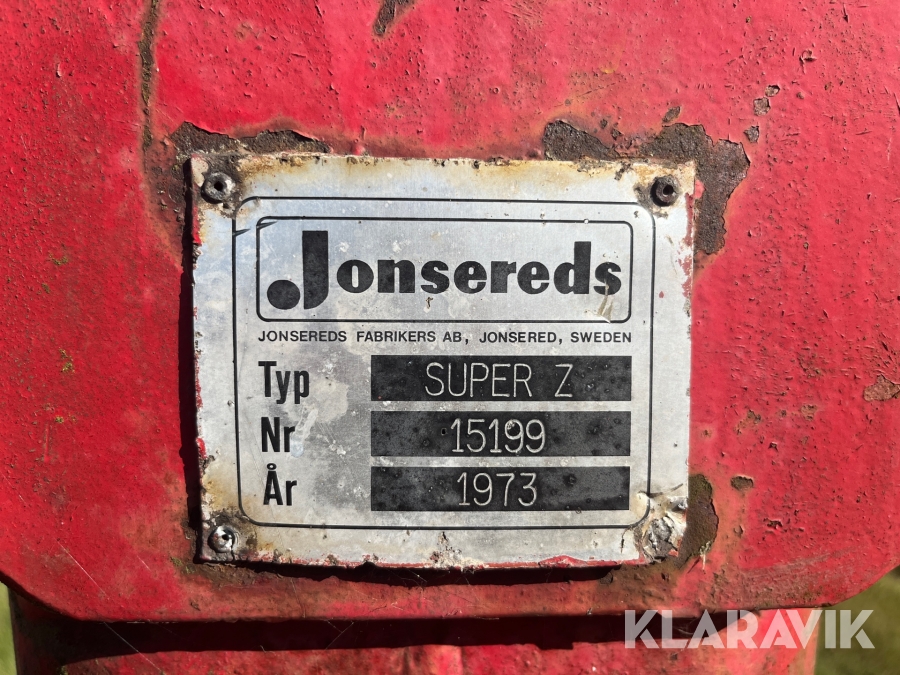 Jonsereds
JONSEREDS FABRIKERS AB, JONSERED, SWEDEN
Typ SUPER Z
Nr 15199
År 1973
KLARAVIK